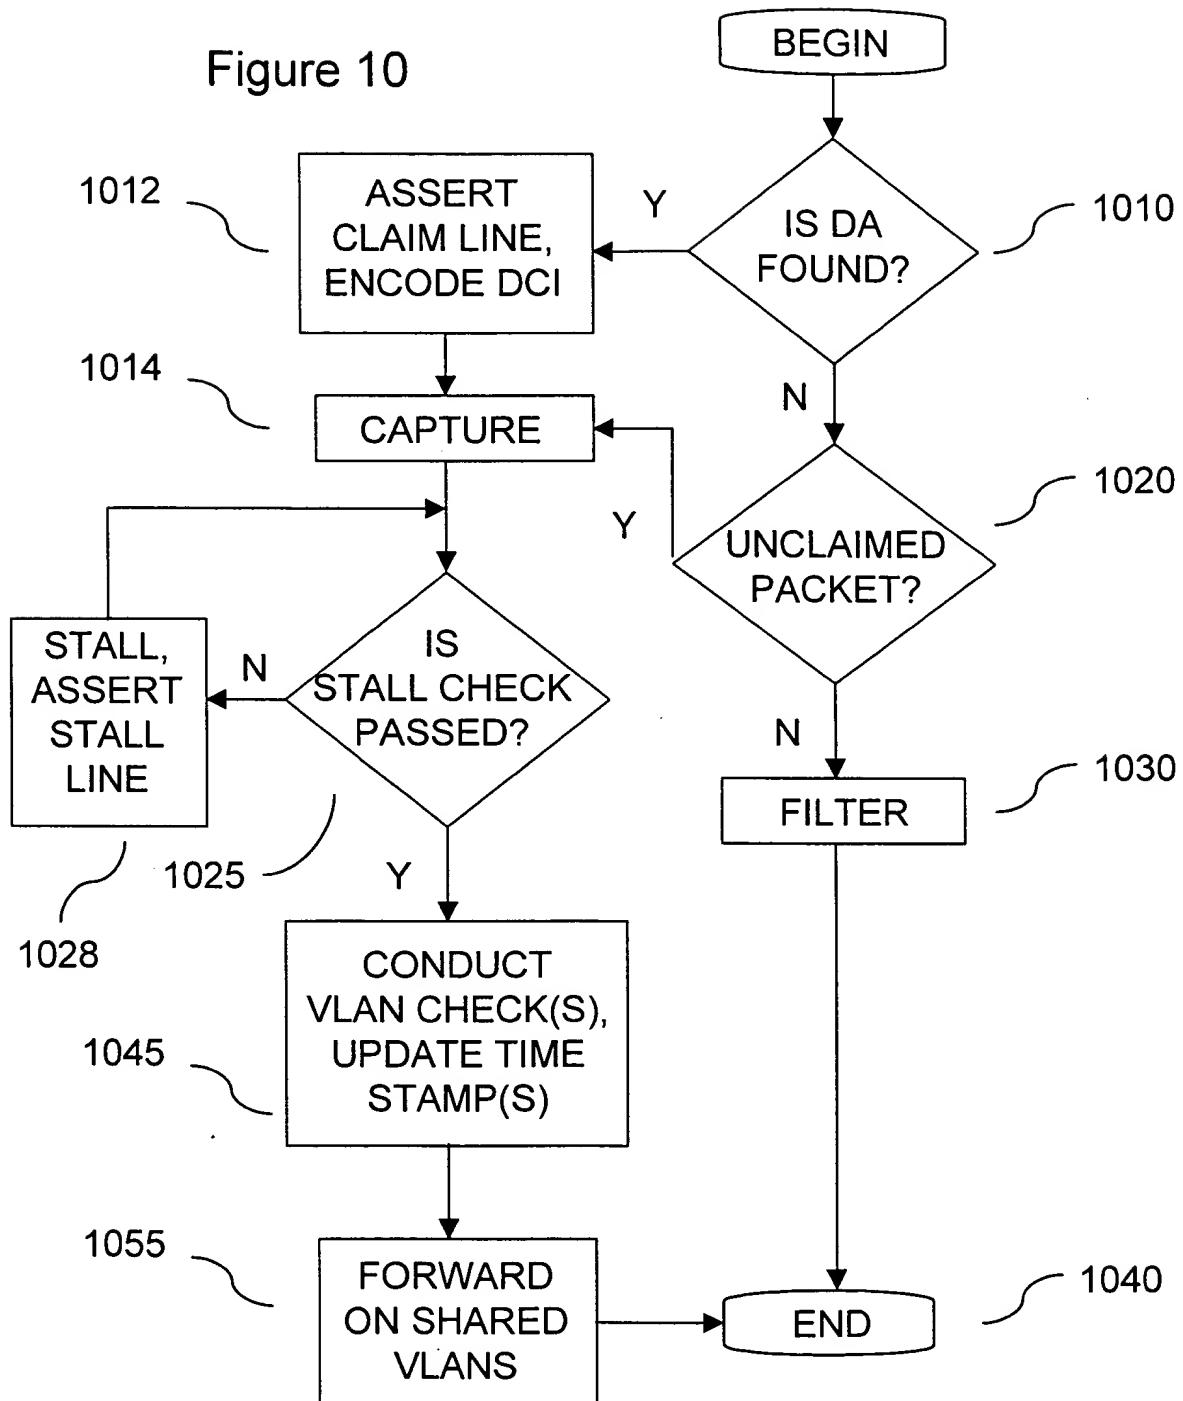 Figure 10
BEGIN
1012
ASSERT
CLAIM LINE,
ENCODE DCI
Y
IS DA
FOUND?
1010
1014
CAPTURE
N
Y
UNCLAIMED
PACKET?
1020
STALL,
ASSERT
STALL
LINE
N
IS
STALL CHECK
PASSED?
N
1028
1025
Y
FILTER
1030
CONDUCT
VLAN CHECK(S),
UPDATE TIME
STAMP(S)
1045
1055
FORWARD
ON SHARED
VLANS
END
1040